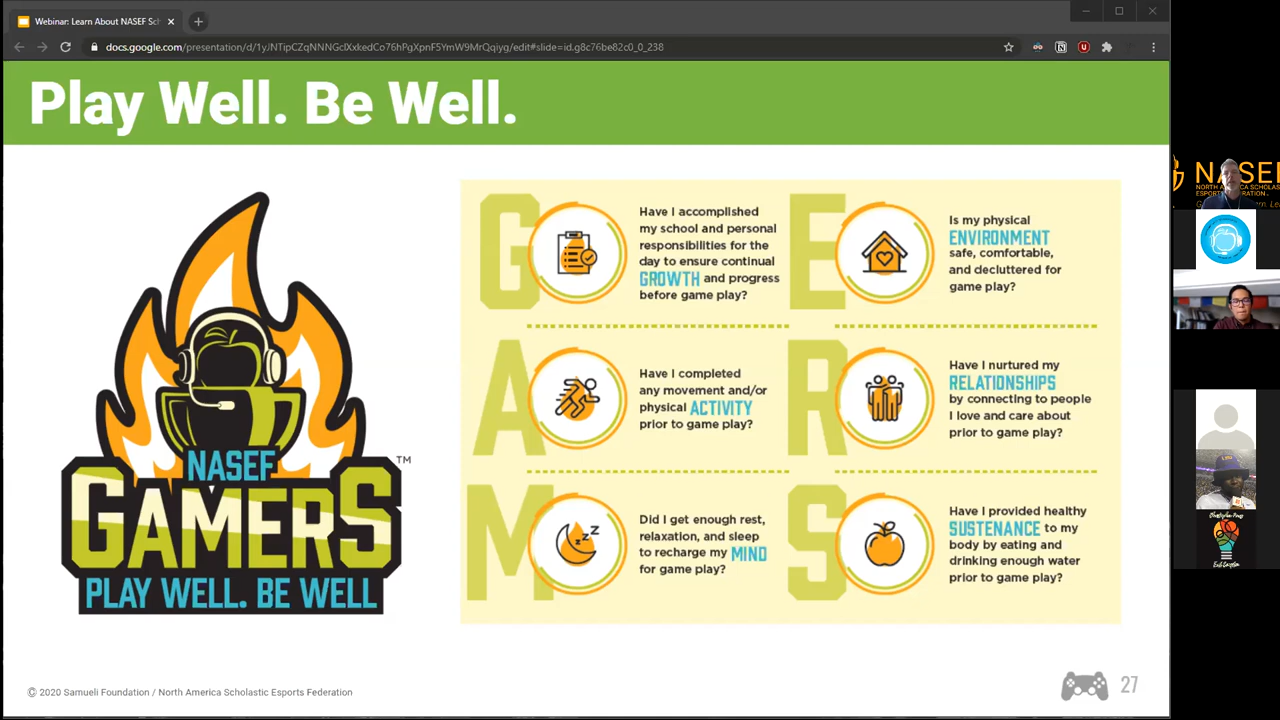 Webinar: Learn About NASEF Sch
docs.google.com/presentation/d/1yJNTipCZqNNNGclXxkedCo76hPgXpnF5YmW9MrQqiyg/edit#slide=id.g8c76be82c0_0_238
Play Well. Be Well.
NASEF
GAMERS
PLAY WELL. BE WELL
TM
G
Have I accomplished
my school and personal
responsibilities for the
day to ensure continual
GROWTH and progress
before game play?
A
Have I completed
any movement and/or
physical ACTIVITY
prior to game play?
M
Did I get enough rest,
relaxation, and sleep
to recharge my MIND
for game play?
E
Is my physical
ENVIRONMENT
safe, comfortable,
and decluttered for
game play?
R
Have I nurtured my
RELATIONSHIPS
by connecting to people
I love and care about
prior to game play?
S
Have I provided healthy
SUSTENANCE to my
body by eating and
drinking enough water
prior to game play?
© 2020 Samueli Foundation / North America Scholastic Esports Federation
27
NASEF
NORTH AMERICA SCHOLAS